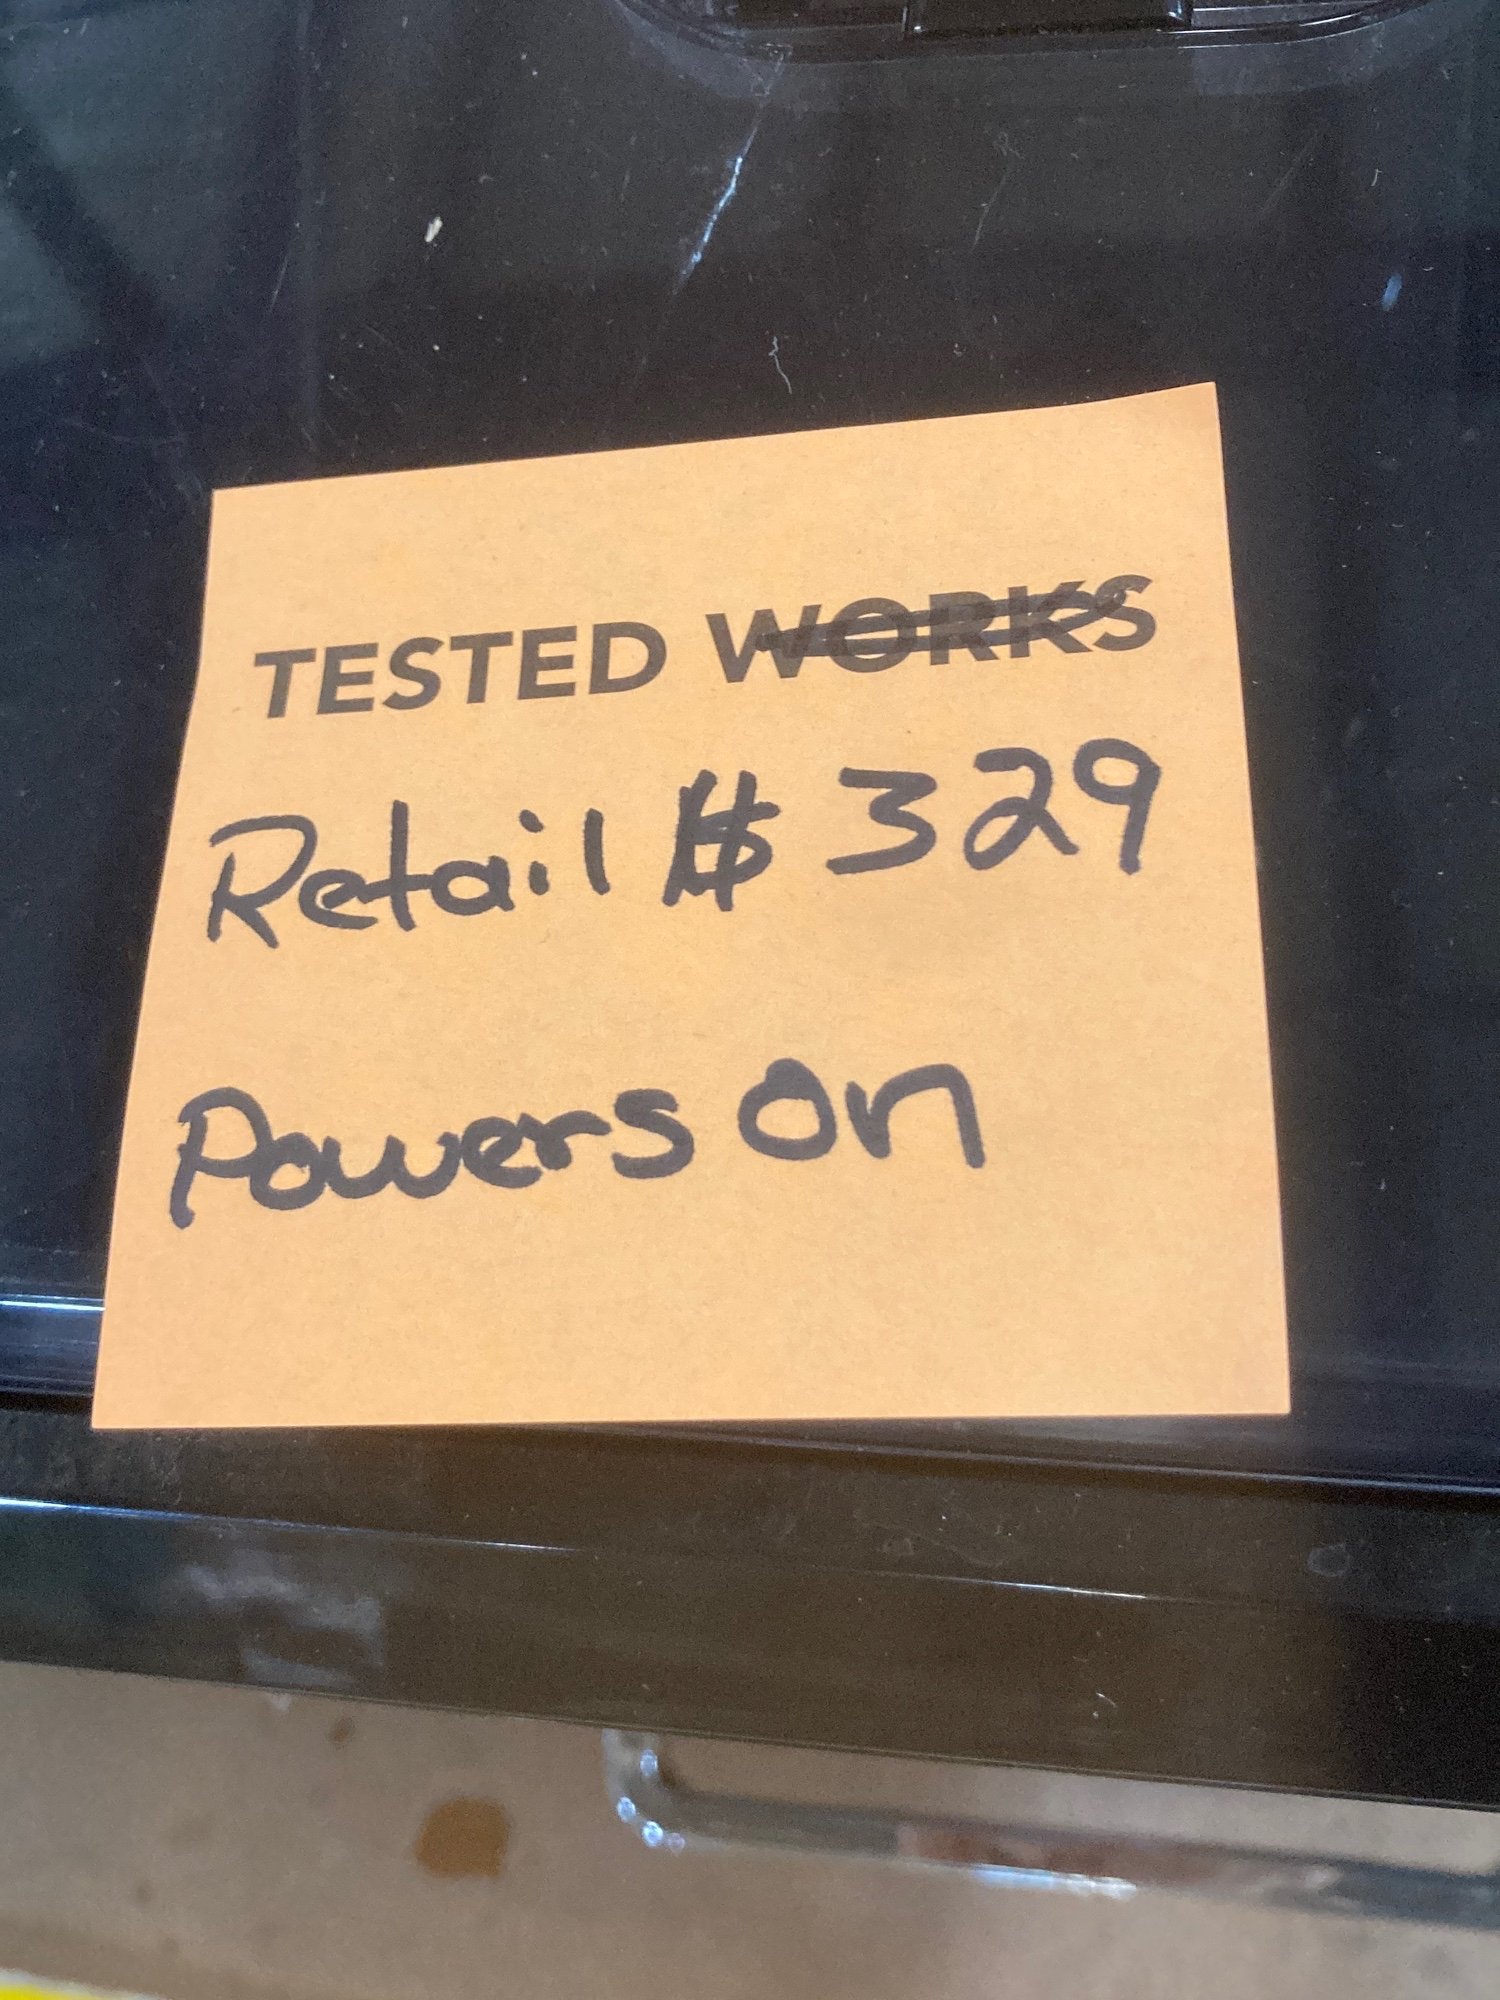 TESTED WORKS
Retail $ 329
Powers on